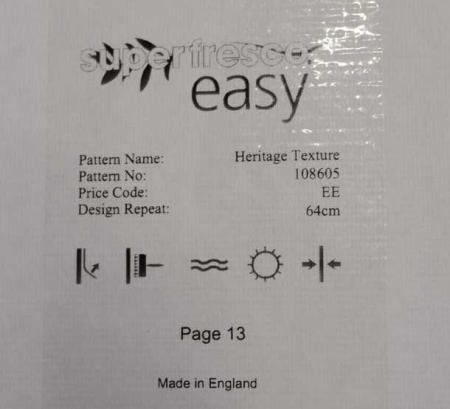 superfresco
easy
Pattern Name: Heritage Texture
Pattern No: 108605
Price Code: EE
Design Repeat: 64cm
Page 13
Made in England